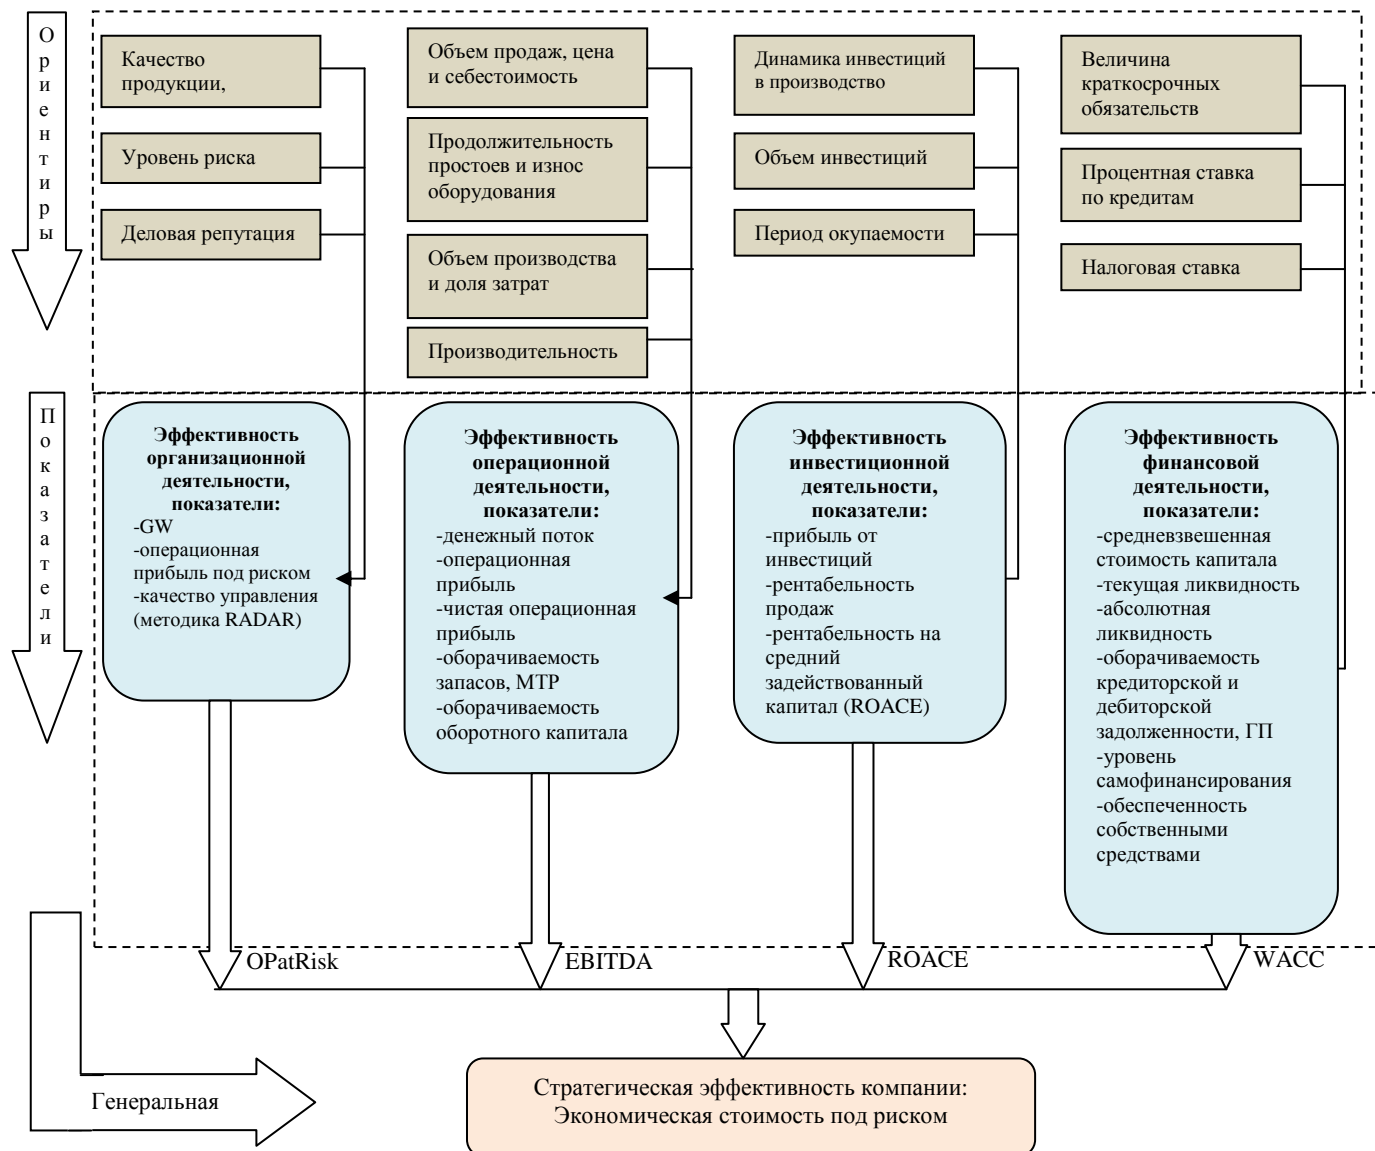 Ориентиры
Качество
продукции,
Уровень риска
Деловая репутация
Объем продаж, цена
и себестоимость
Продолжительность
простоев и износ
оборудования
Объем производства
и доля затрат
Производительность
Динамика инвестиций
в производство
Объем инвестиций
Период окупаемости
Величина
краткосрочных
обязательств
Процентная ставка
по кредитам
Налоговая ставка
Показатели
Эффективность
организационной
деятельности,
показатели:
-GW
-операционная
прибыль под риском
-качество управления
(методика RADAR)
Эффективность
операционной
деятельности,
показатели:
-денежный поток
-операционная
прибыль
-чистая операционная
прибыль
-оборачиваемость
запасов, МТР
-оборачиваемость
оборотного капитала
Эффективность
инвестиционной
деятельности,
показатели:
-прибыль от
инвестиций
-рентабельность
продаж
-рентабельность на
средний
задействованный
капитал (ROACE)
Эффективность
финансовой
деятельности,
показатели:
-средневзвешенная
стоимость капитала
-текущая ликвидность
-абсолютная
ликвидность
-оборачиваемость
кредиторской и
дебиторской
задолженности, ГП
-уровень
самофинансирования
-обеспеченность
собственными
средствами
OPatRisk
EBITDA
ROACE
WACC
Генеральная
Стратегическая эффективность компании:
Экономическая стоимость под риском